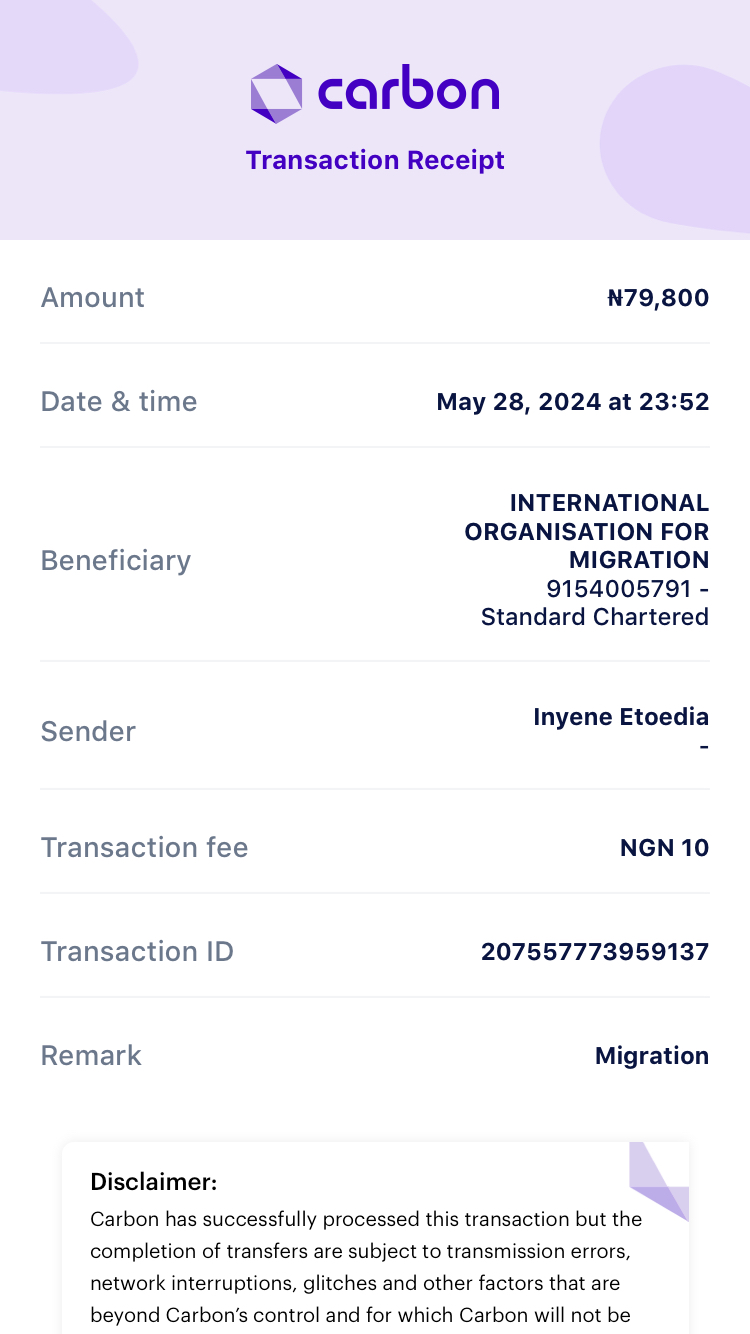 carbon
Transaction Receipt
Amount
₦79,800
Date & time
May 28, 2024 at 23:52
Beneficiary
INTERNATIONAL
ORGANISATION FOR
MIGRATION
9154005791 -
Standard Chartered
Sender
Inyene Etoedia
-
Transaction fee
NGN 10
Transaction ID
207557773959137
Remark
Migration
Disclaimer:
Carbon has successfully processed this transaction but the
completion of transfers are subject to transmission errors,
network interruptions, glitches and other factors that are
beyond Carbon’s control and for which Carbon will not be